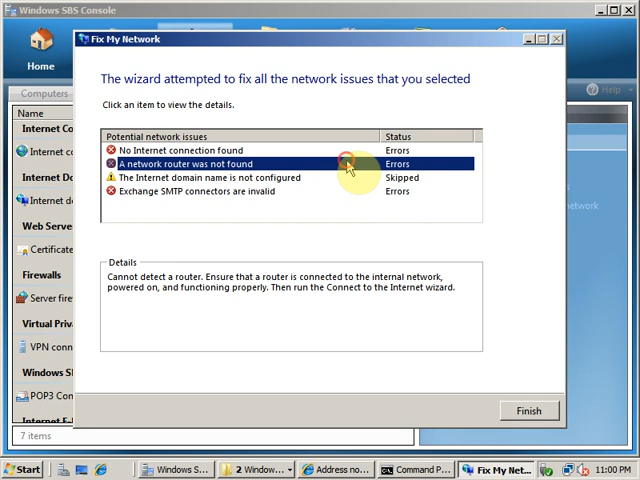 Windows SBS Console
Home
Computers
Help
Name
Internet Co
Internet co
Internet Do
Internet do
Web Server
Certificate
Firewalls
Server fire
Virtual Priva
VPN conn
Windows SB
POP3 Conn
Internet E-M
7 items
Fix My Network
The wizard attempted to fix all the network issues that you selected
Click an item to view the details.
Potential network issues Status
No Internet connection found Errors
A network router was not found Errors
The Internet domain name is not configured Skipped
Exchange SMTP connectors are invalid Errors
Details
Cannot detect a router. Ensure that a router is connected to the internal network,
powered on, and functioning properly. Then run the Connect to the Internet wizard.
Finish
Start
Windows S...
2 Window...
Address no...
Command P...
Fix My Net...
11:00 PM